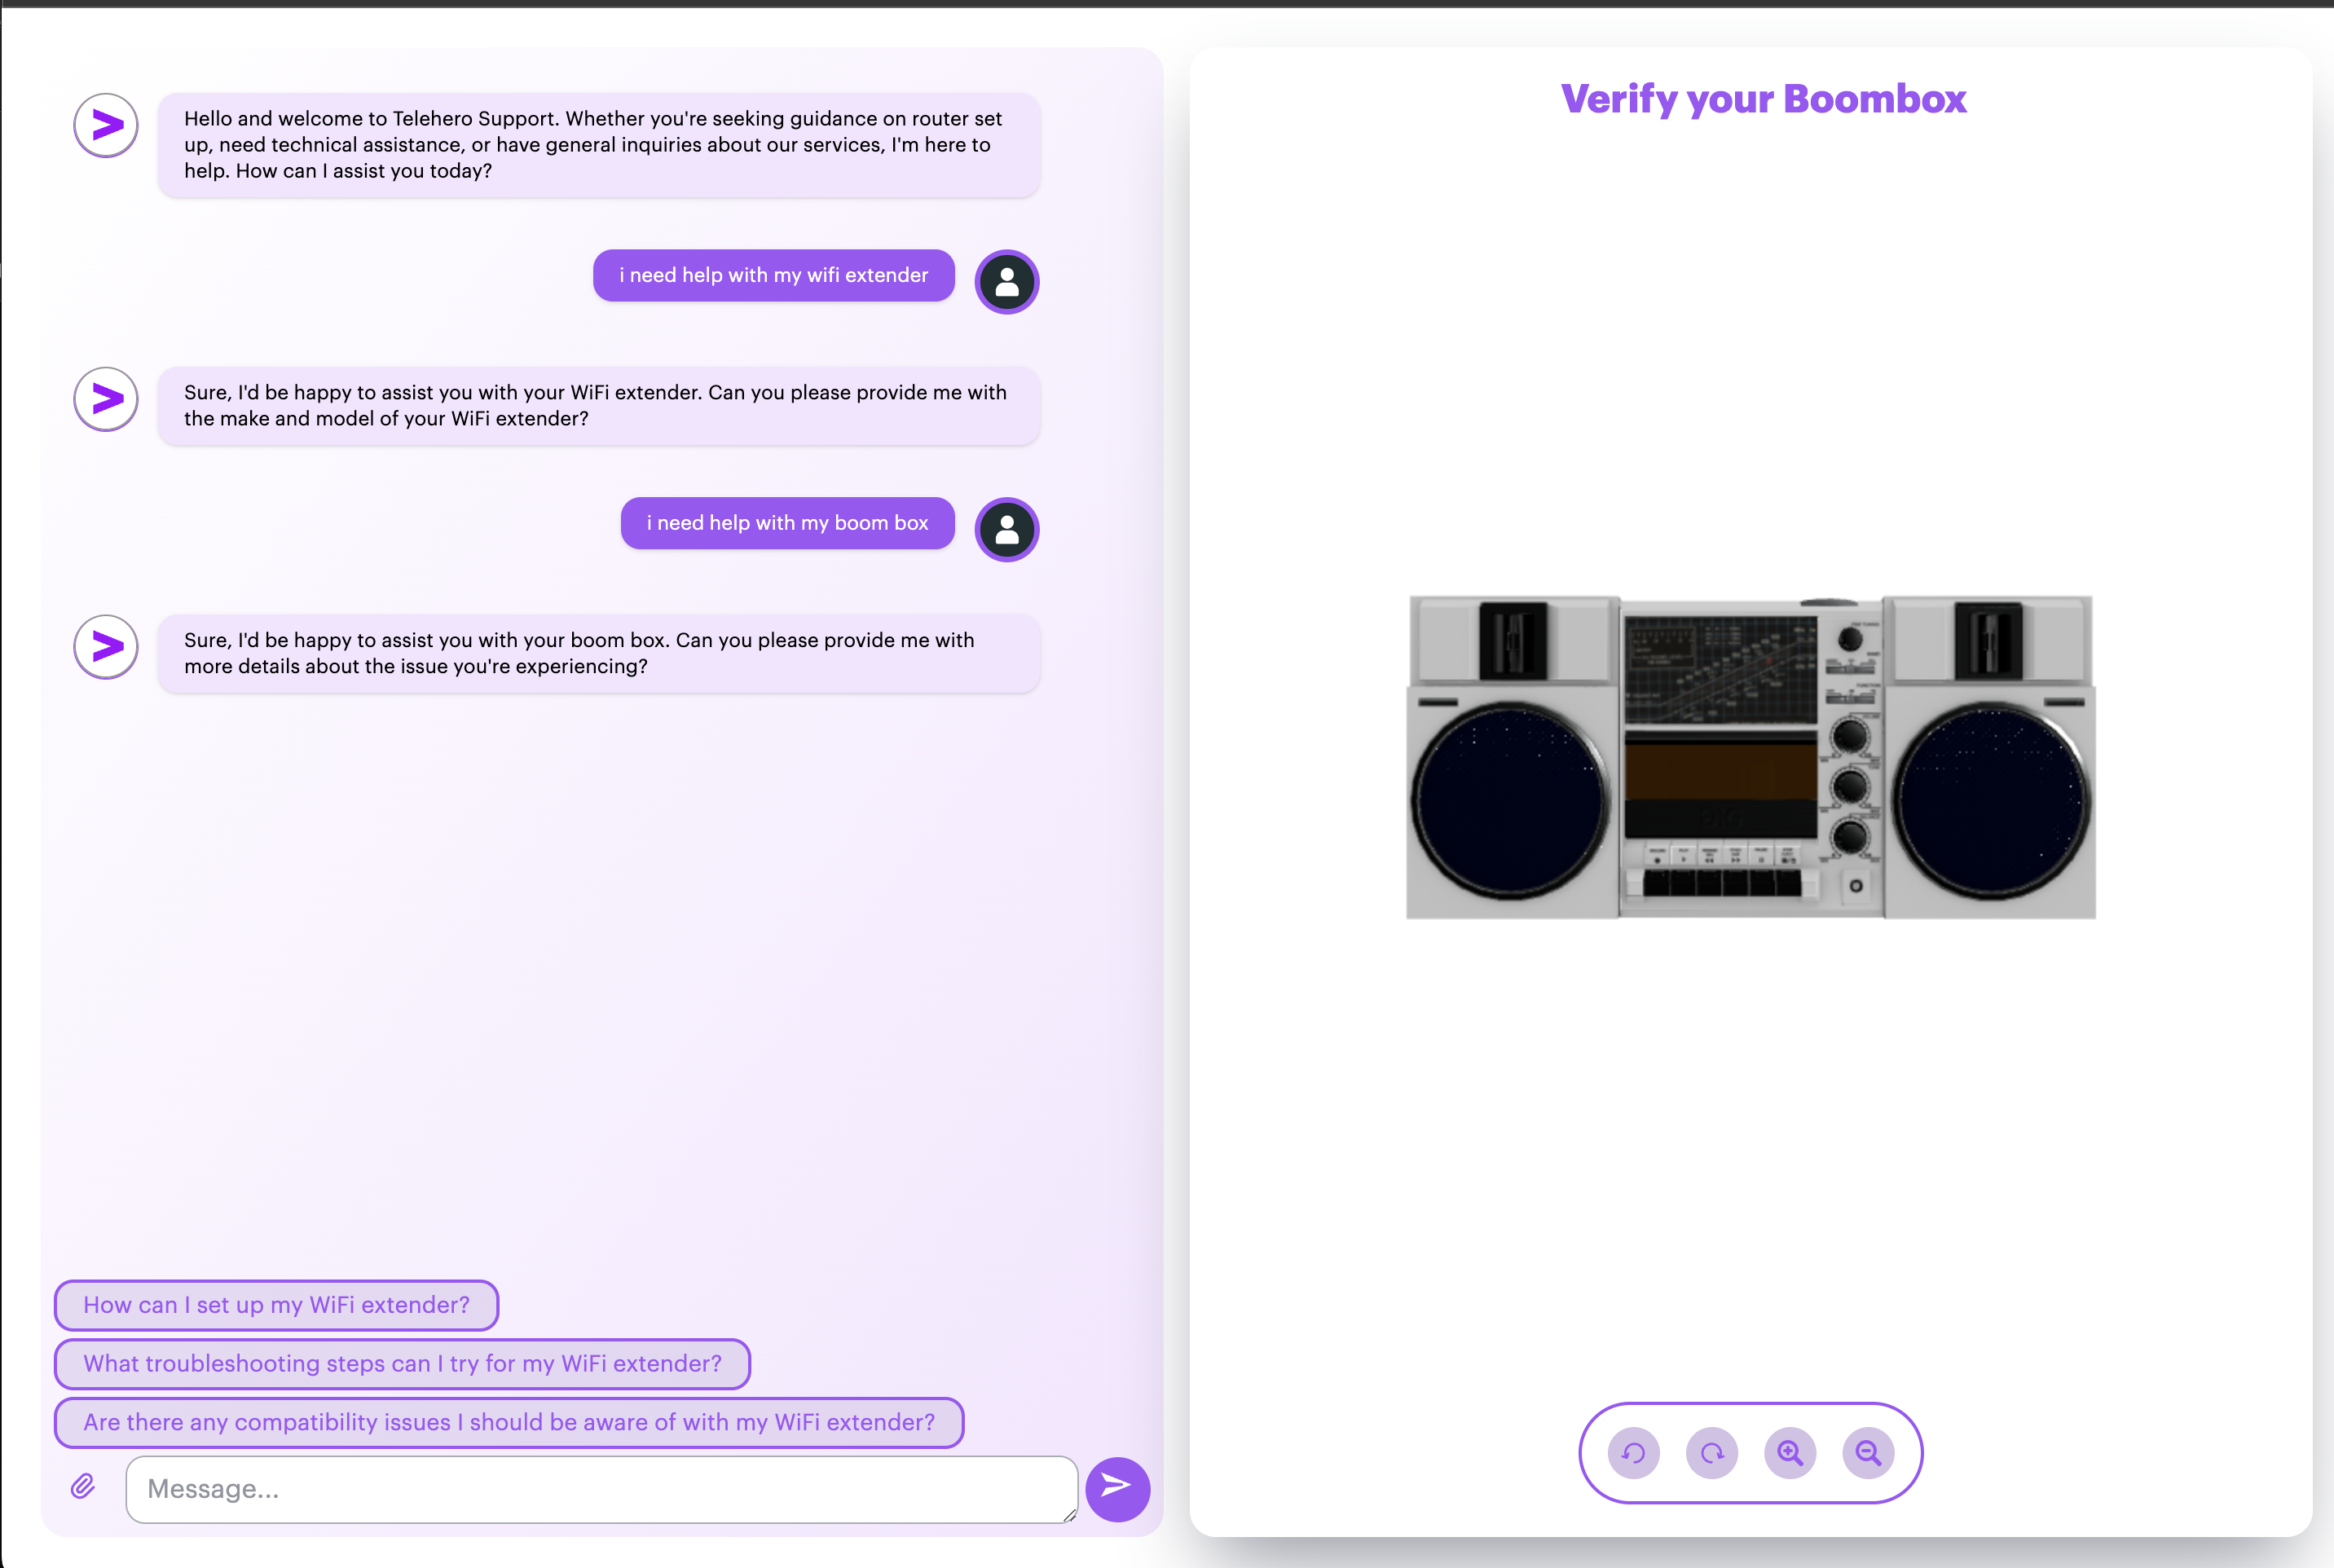 Verify your Boombox
Hello and welcome to Telehero Support. Whether you're seeking guidance on router set
up, need technical assistance, or have general inquiries about our services, I'm here to
help. How can I assist you today?
i need help with my wifi extender
Sure, I'd be happy to assist you with your WiFi extender. Can you please provide me with
the make and model of your WiFi extender?
i need help with my boom box
Sure, I'd be happy to assist you with your boom box. Can you please provide me with
more details about the issue you're experiencing?
How can I set up my WiFi extender?
What troubleshooting steps can I try for my WiFi extender?
Are there any compatibility issues I should be aware of with my WiFi extender?
Message...